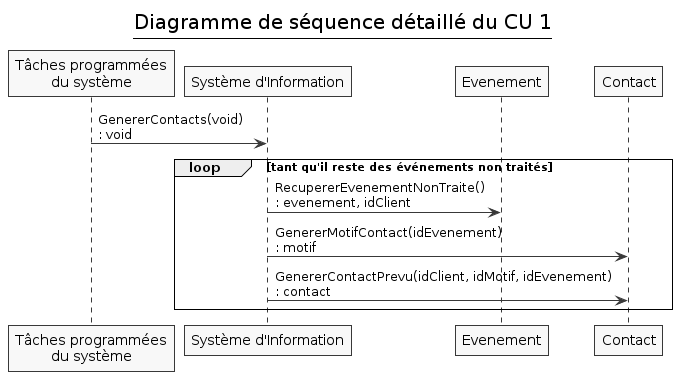 Diagramme de séquence détaillé du CU 1
Tâches programmées
du système
Système d'Information
Evenement
Contact
GenererContacts(void)
: void
loop
[tant qu'il reste des événements non traités]
RecupererEvenementNonTraite()
: evenement, idClient
GenererMotifContact(idEvenement)
: motif
GenererContactPrevu(idClient, idMotif, idEvenement)
: contact
Tâches programmées
du système
Système d'Information
Evenement
Contact